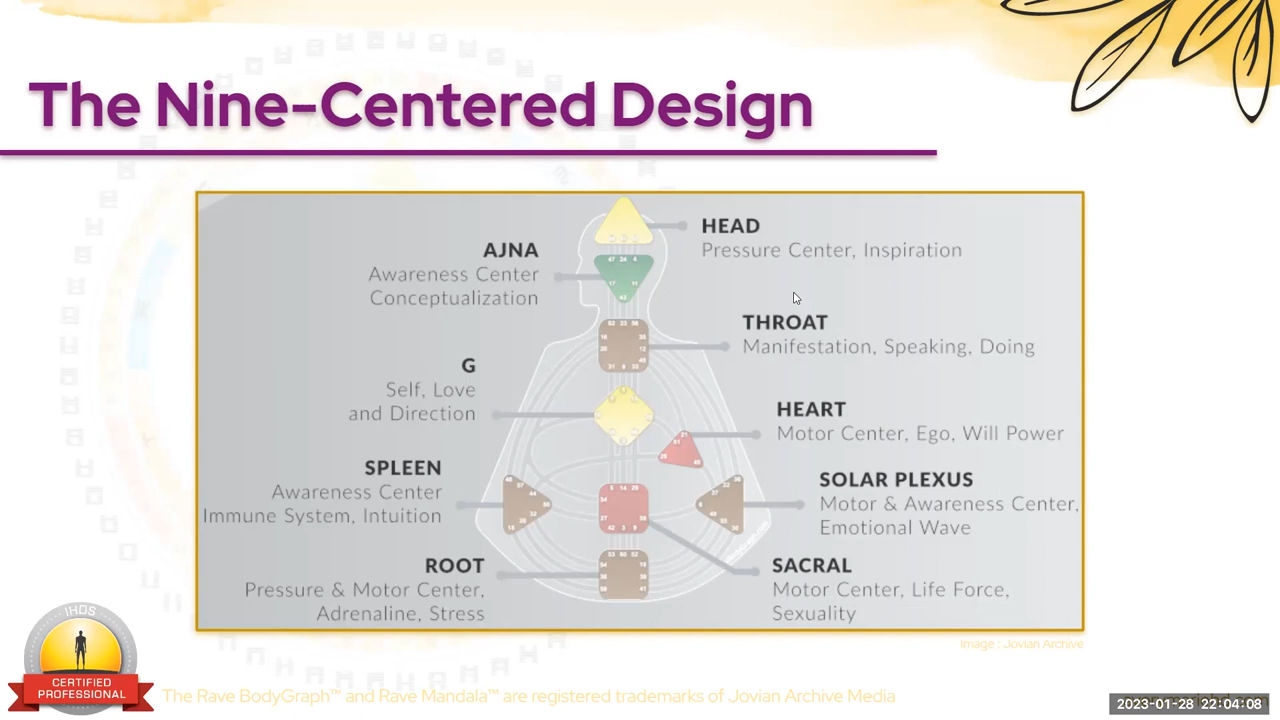 The Nine-Centered Design
HEAD
Pressure Center, Inspiration
AJNA
Awareness Center
Conceptualization
THROAT
Manifestation, Speaking, Doing
G
Self, Love
and Direction
HEART
Motor Center, Ego, Will Power
SPLEEN
Awareness Center
Immune System, Intuition
SOLAR PLEXUS
Motor & Awareness Center,
Emotional Wave
ROOT
Pressure & Motor Center,
Adrenaline, Stress
SACRAL
Motor Center, Life Force,
Sexuality
Image : Jovian Archive
IHDS
CERTIFIED
PROFESSIONAL
The Rave BodyGraph™ and Rave Mandala™ are registered trademarks of Jovian Archive Media
2023-01-28 22:04:08